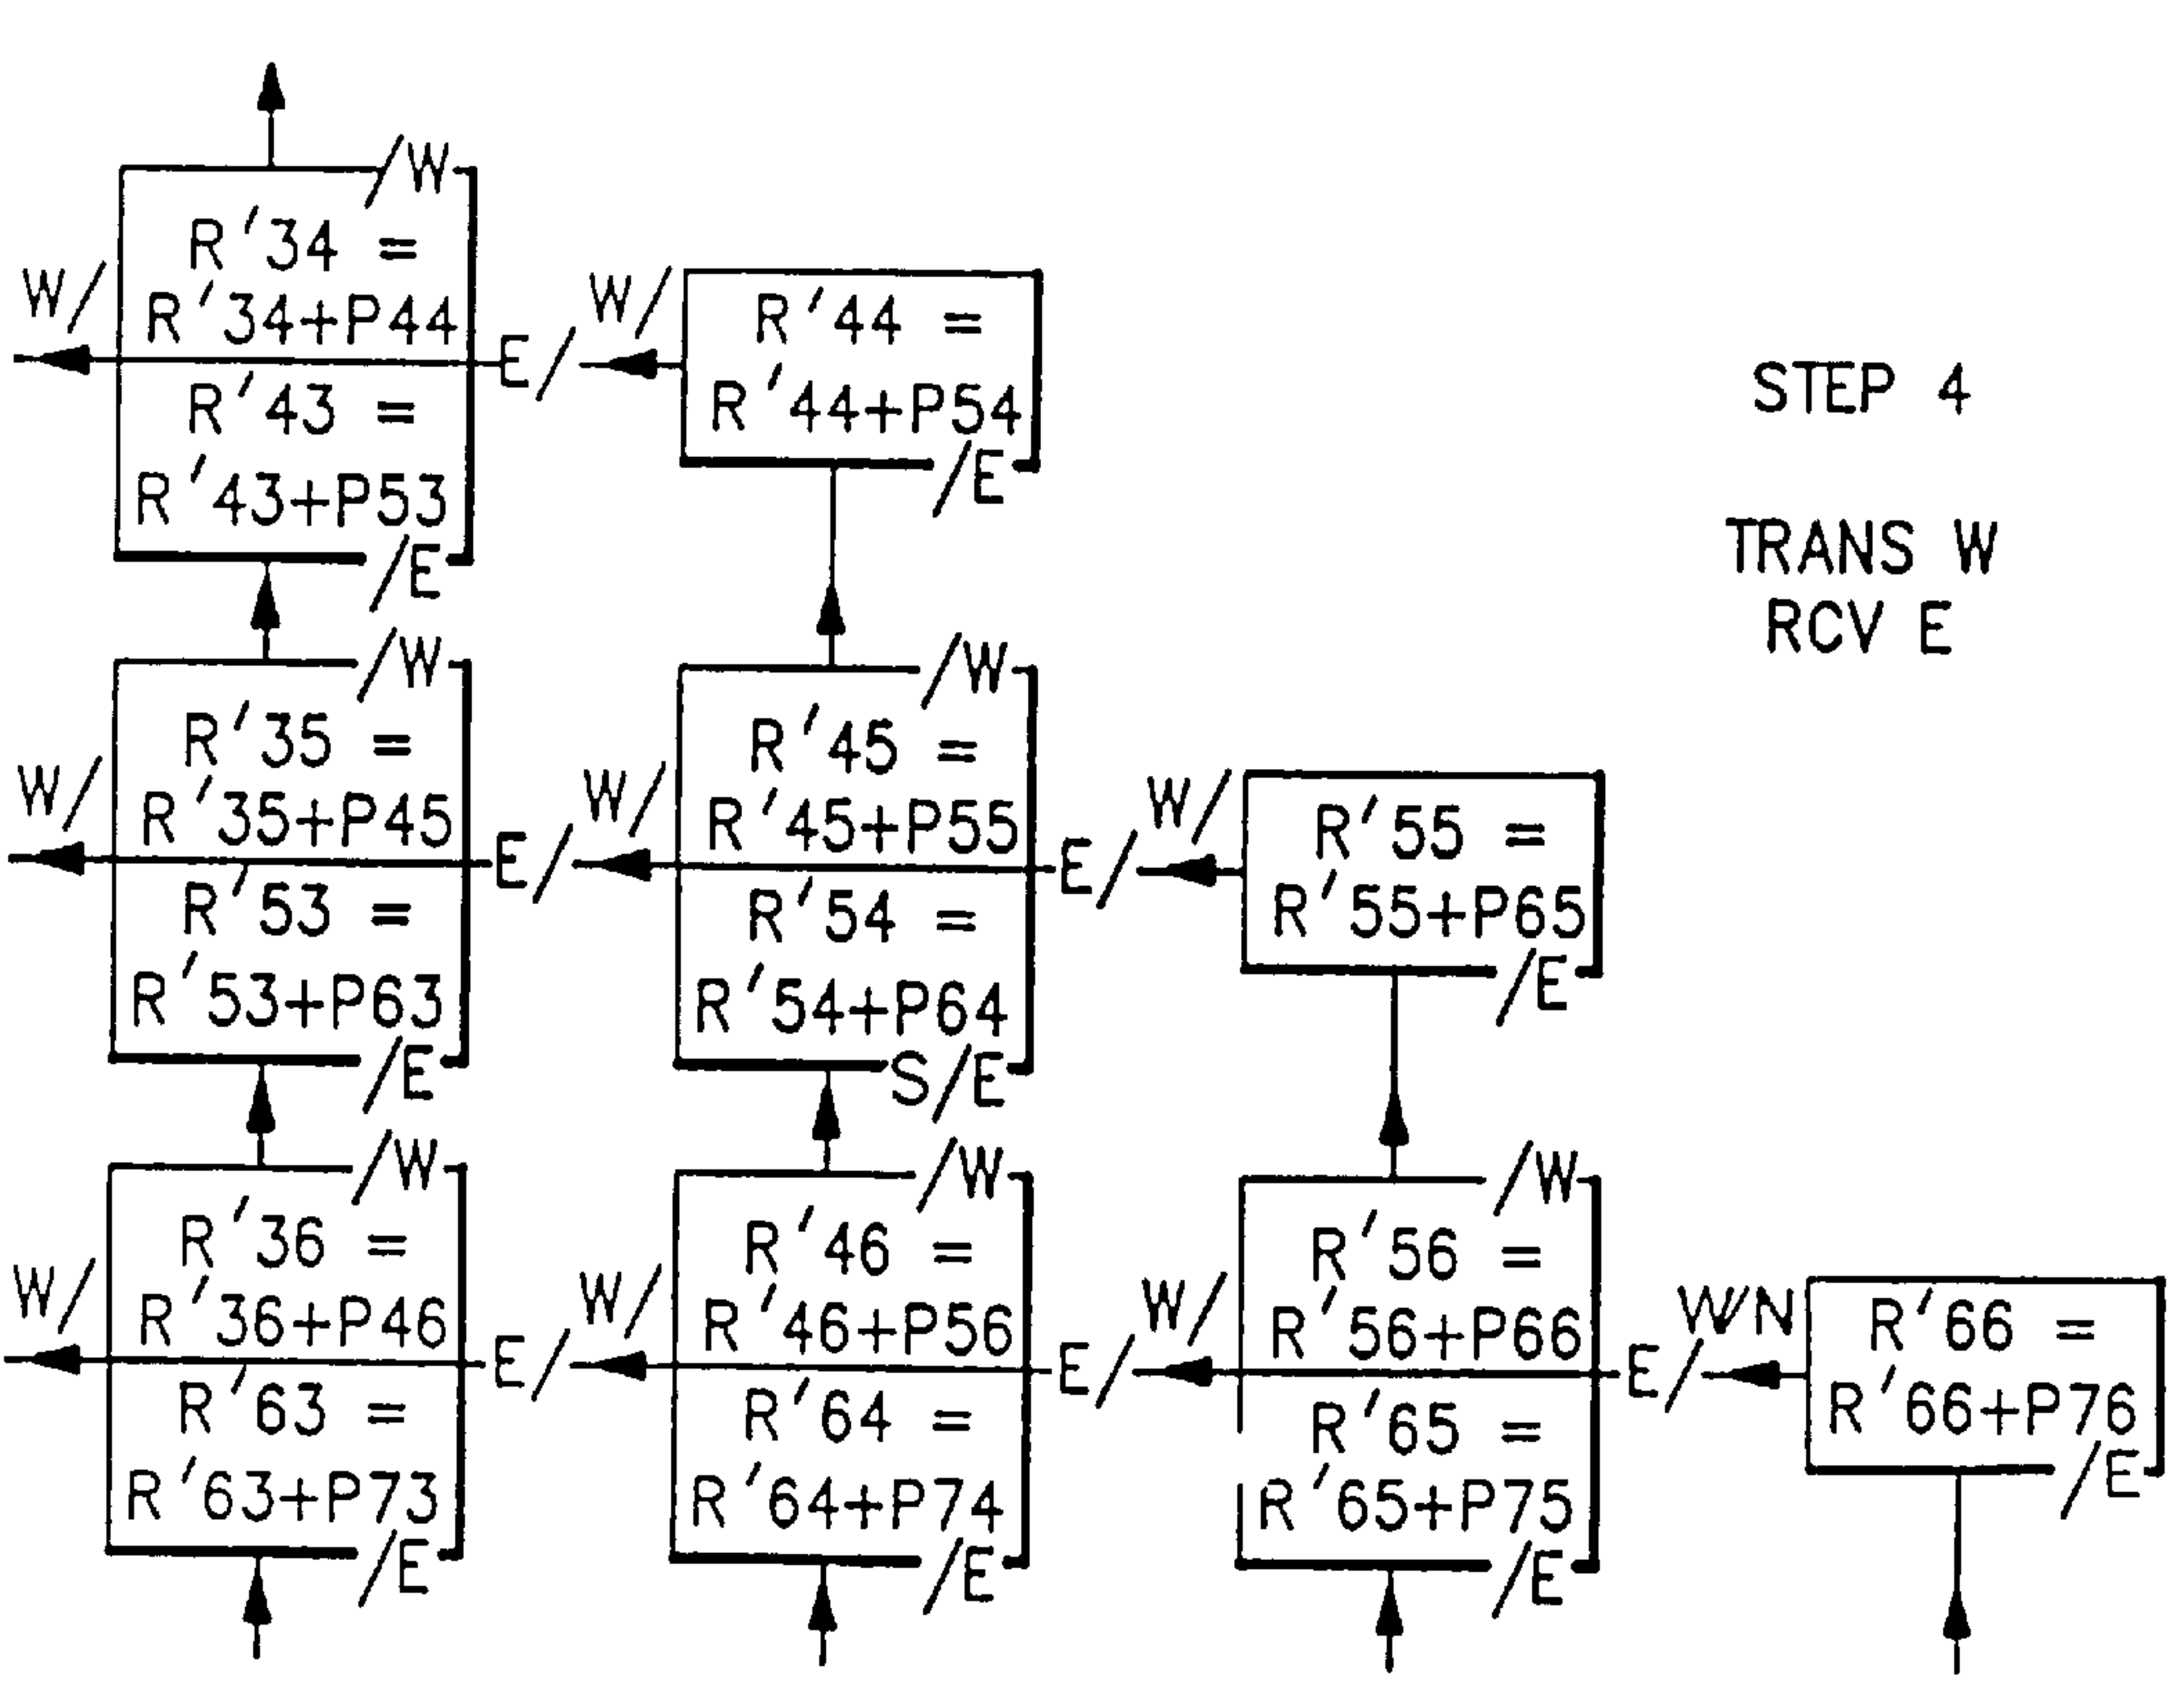 /W
R'34 =
W/
R'34+P44
E/
R'43 =
R'43+P53
/E
W/
R'44 =
R'44+P54
/E
STEP 4
TRANS W
RCV E
/W
R'35 =
W/
R'35+P45
E/
R'53 =
R'53+P63
/E
/W
R'45 =
W/
R'45+P55
E/
R'54 =
R'54+P64
S/E
W/
R'55 =
R'55+P65
/E
/W
R'36 =
W/
R'36+P46
E/
R'63 =
R'63+P73
/E
/W
R'46 =
W/
R'46+P56
E/
R'64 =
R'64+P74
/E
/W
R'56 =
W/
R'56+P66
E/
R'65 =
R'65+P75
/E
W/N
R'66 =
R'66+P76
/E